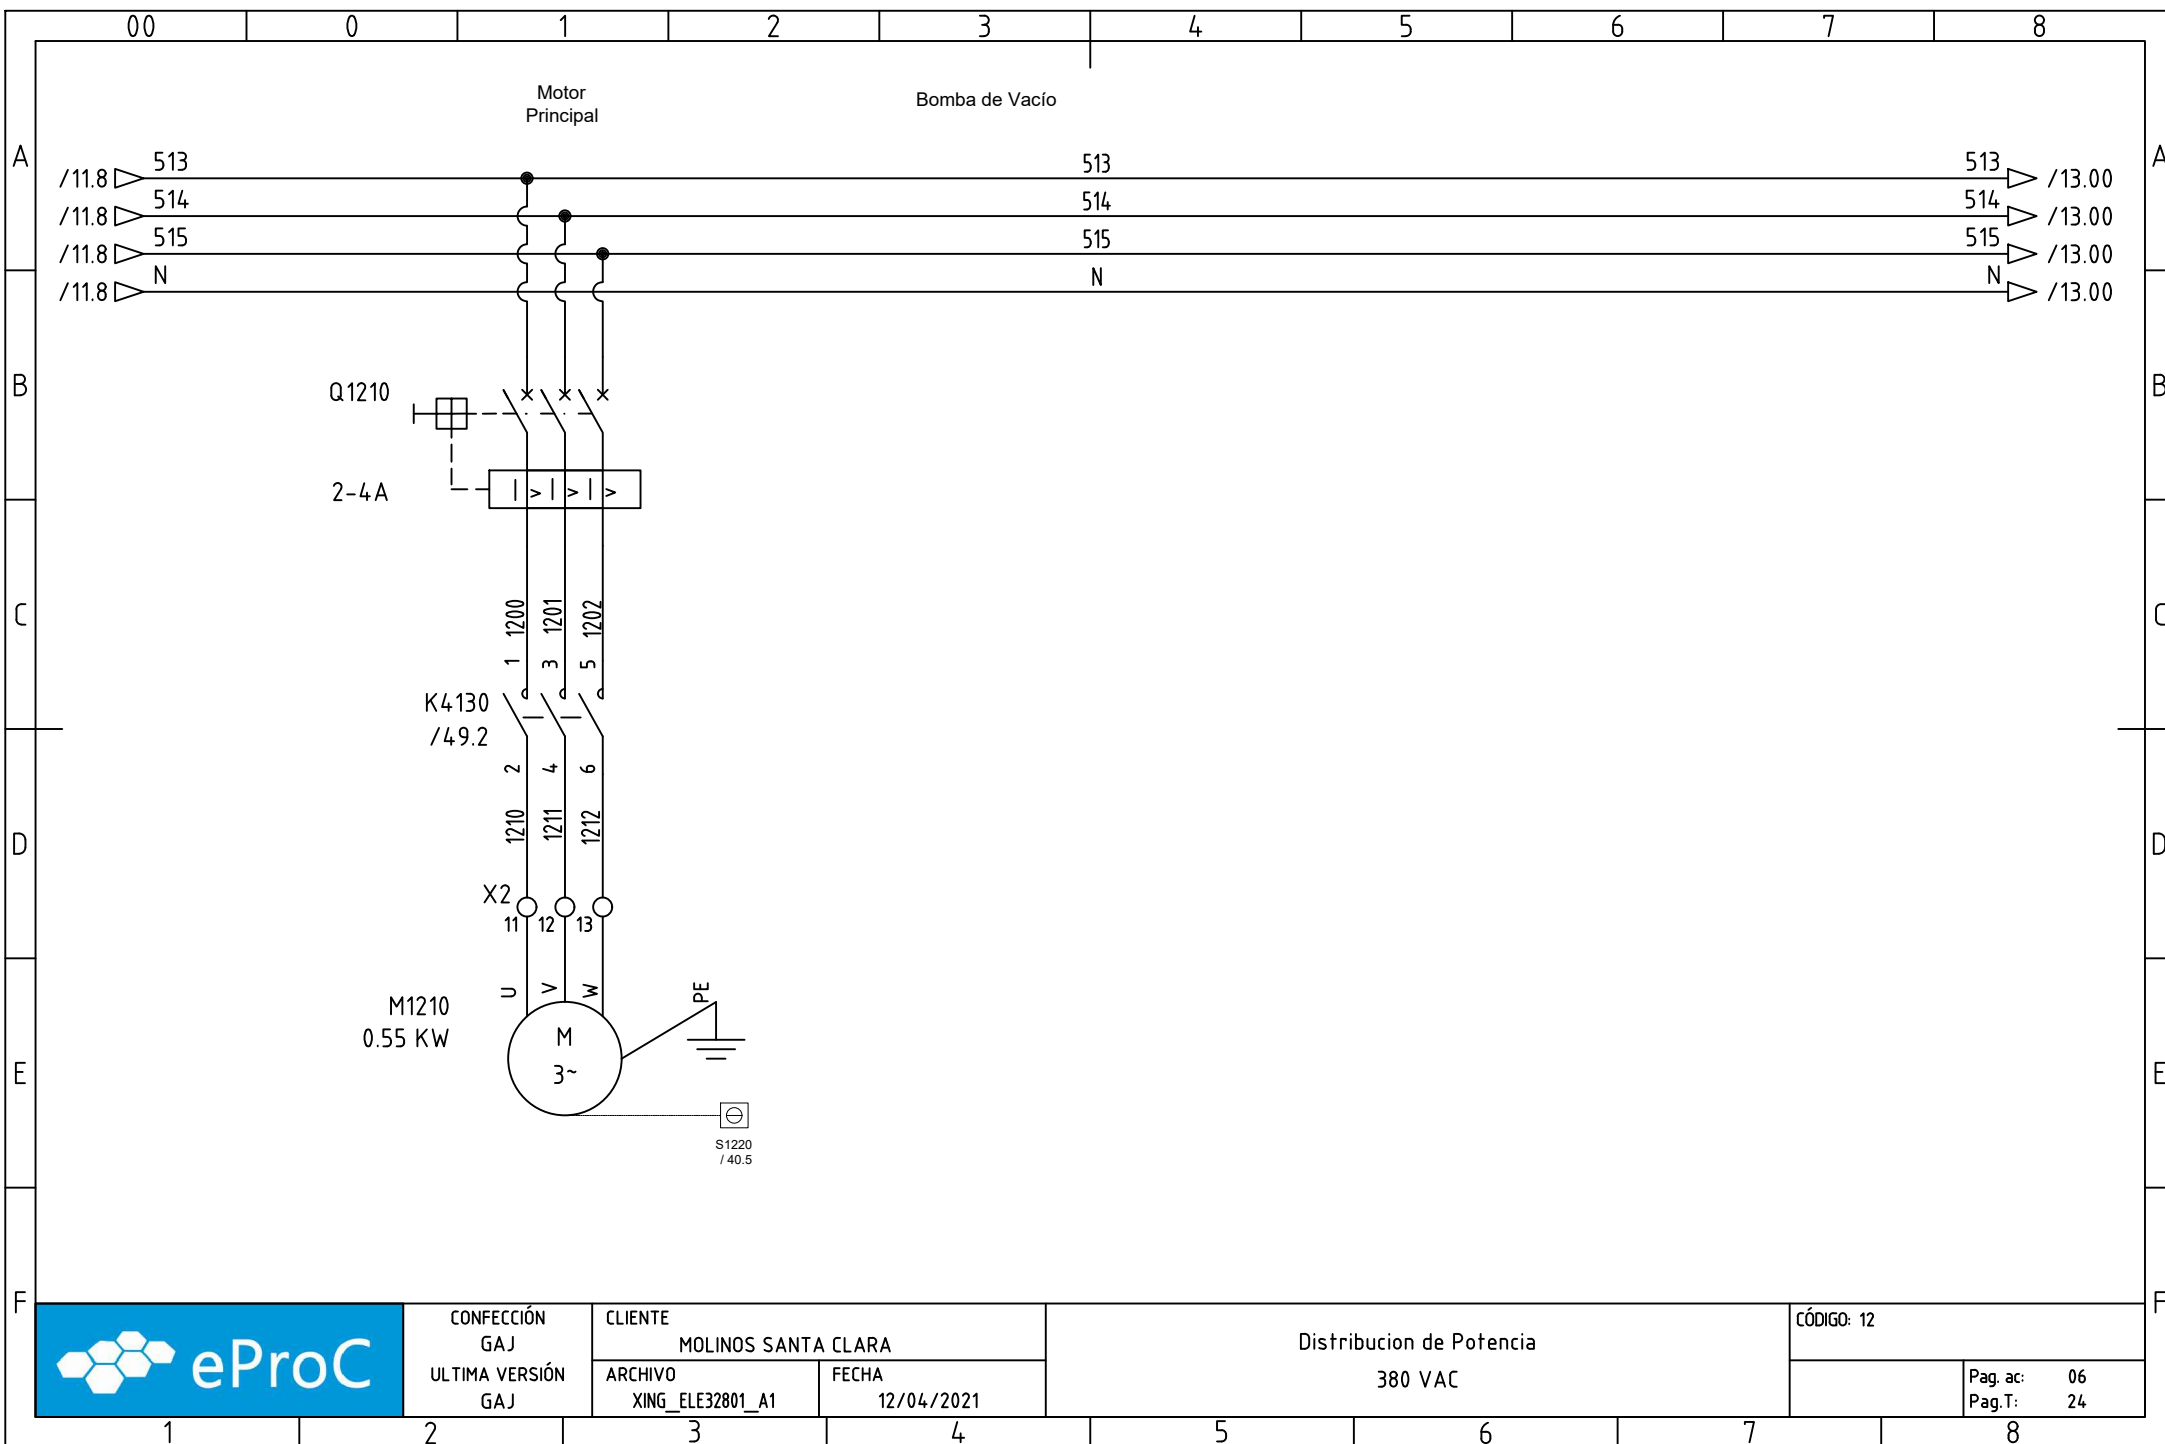 00 0 1 2 3 4 5 6 7 8
Motor
Principal
Bomba de Vacío
A A
/11.8 513 513 513 /13.00
/11.8 514 514 514 /13.00
/11.8 515 515 515 /13.00
/11.8 N N N /13.00
B B
Q1210
2-4A
I > I > I >
C C
1200 1201 1202
1 3 5
K4130
/49.2
2 4 6
D D
1210 1211 1212
X2
11 12 13
U V W PE
M1210
0.55 KW
M
3~
E E
S1220
/ 40.5
F F
eProC
CONFECCIÓN
GAJ
ULTIMA VERSIÓN
GAJ
CLIENTE
MOLINOS SANTA CLARA
ARCHIVO
XING_ELE32801_A1
FECHA
12/04/2021
Distribucion de Potencia
380 VAC
CÓDIGO: 12
Pag. ac: 06
Pag.T: 24
1 2 3 4 5 6 7 8